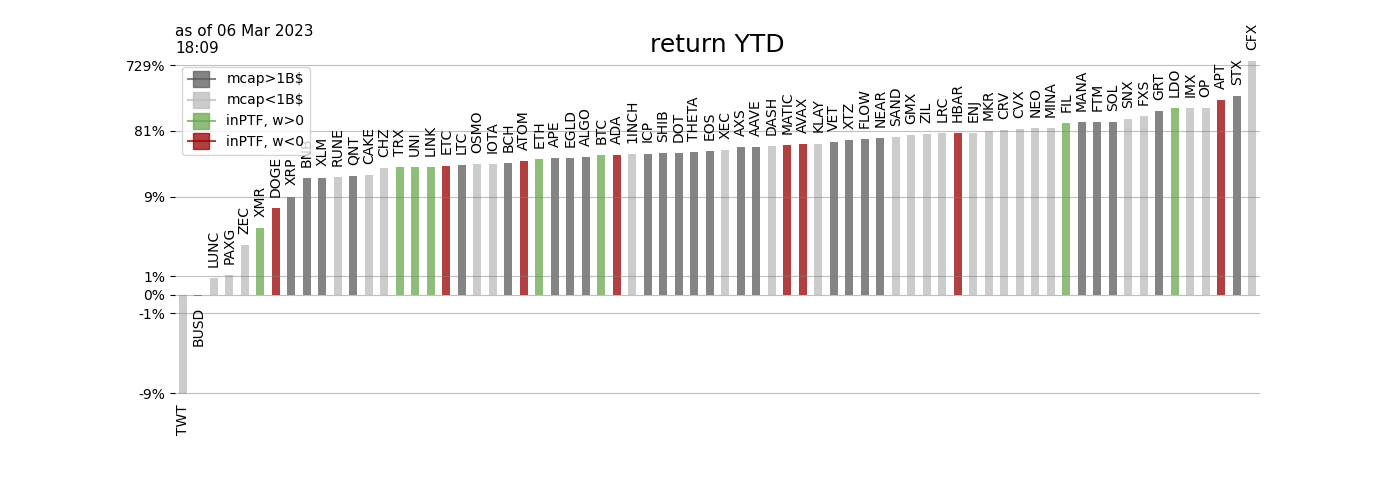 as of 06 Mar 2023
18:09
return YTD
729%
81%
9%
1%
0%
-1%
-9%
mcap>1B$
mcap<1B$
inPTF, w>0
inPTF, w<0
TWT
BUSD
LUNC
PAXG
ZEC
XMR
DOGE
XRP
BNB
XLM
RUNE
QNT
CAKE
CHZ
TRX
UNI
LINK
ETC
LTC
OSMO
IOTA
BCH
ATOM
ETH
APE
EGLD
ALGO
BTC
ADA
1INCH
ICP
SHIB
DOT
THETA
EOS
XEC
AXS
AAVE
DASH
MATIC
AVAX
KLAY
VET
XTZ
FLOW
NEAR
SAND
GMX
ZIL
LRC
HBAR
ENJ
MKR
CRV
CVX
NEO
MINA
FIL
MANA
FTM
SOL
SNX
FXS
GRT
LDO
IMX
OP
APT
STX
CFX